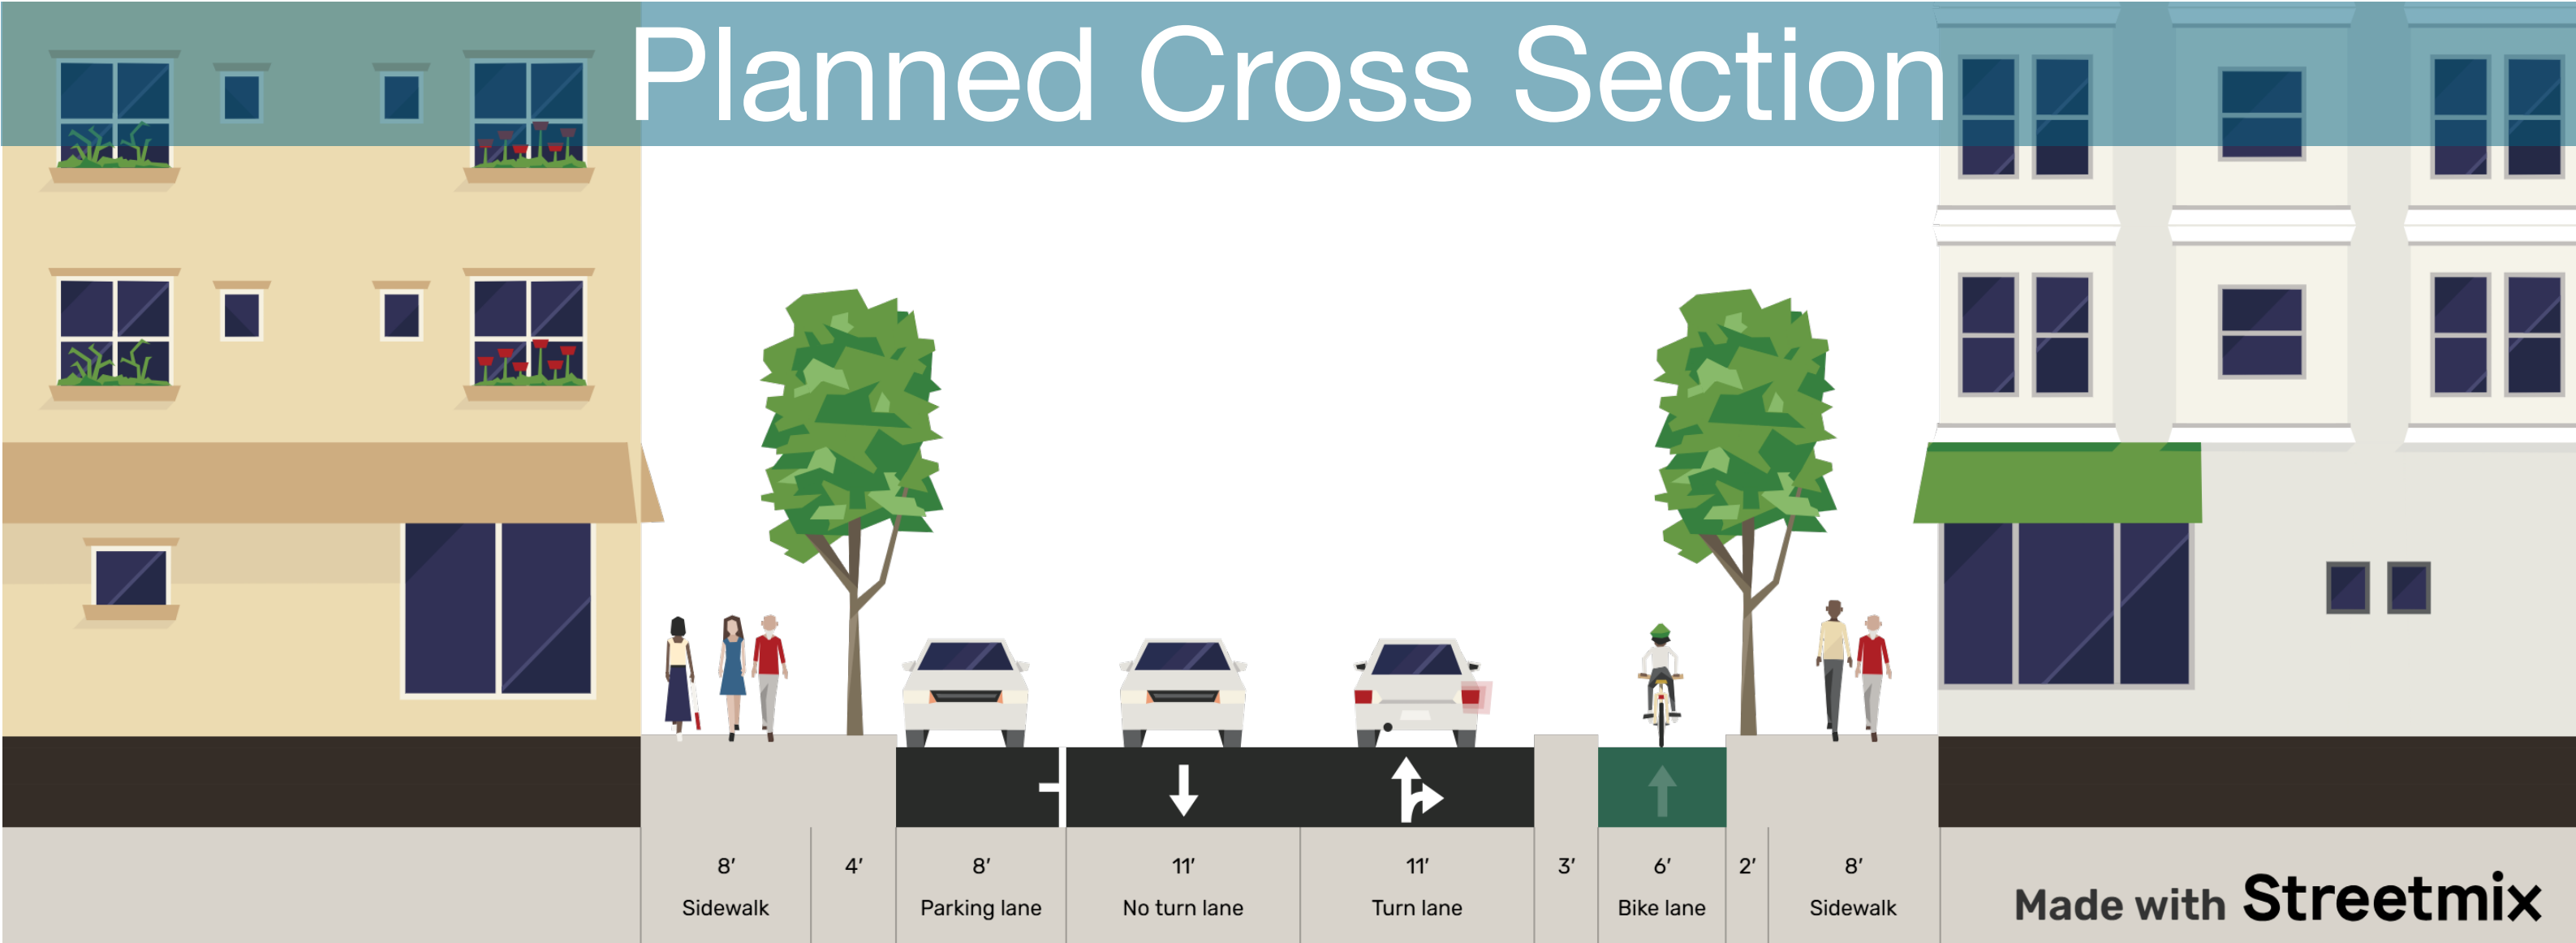 Planned Cross Section
8′ 4′ 8′ 11′ 11′ 3′ 6′ 2′ 8′
Sidewalk Parking lane No turn lane Turn lane Bike lane Sidewalk
Made with Streetmix